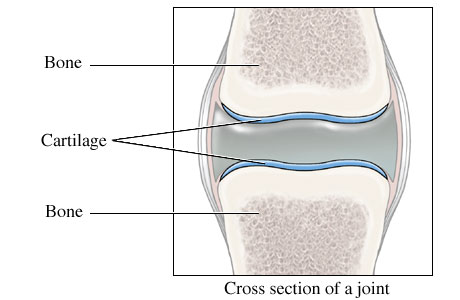 Bone
Cartilage
Bone
Cross section of a joint